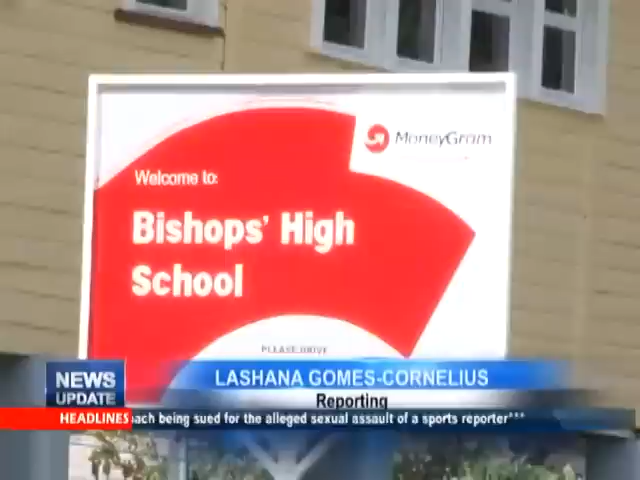 MoneyGram
Welcome to:
Bishops' High
School
PLEASE DRIVE
NEWS
UPDATE
LASHANA GOMES-CORNELIUS
Reporting
HEADLINES
ach being sued for the alleged sexual assault of a sports reporter***